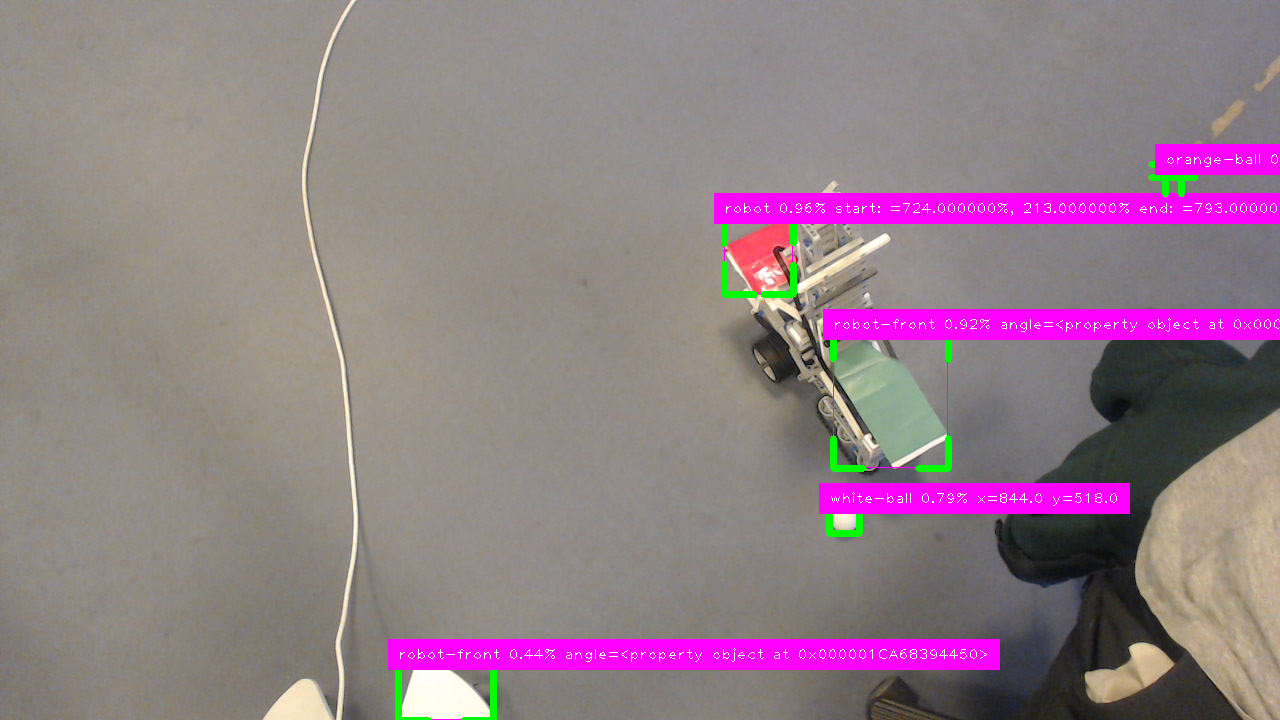 orange-ball 0
robot 0.96% start: =724.000000%, 213.000000% end: =793.00000
robot-front 0.92% angle=<property object at 0x000
white-ball 0.79% x=844.0 y=518.0
robot-front 0.44% angle=<property object at 0x000001CA68394450>